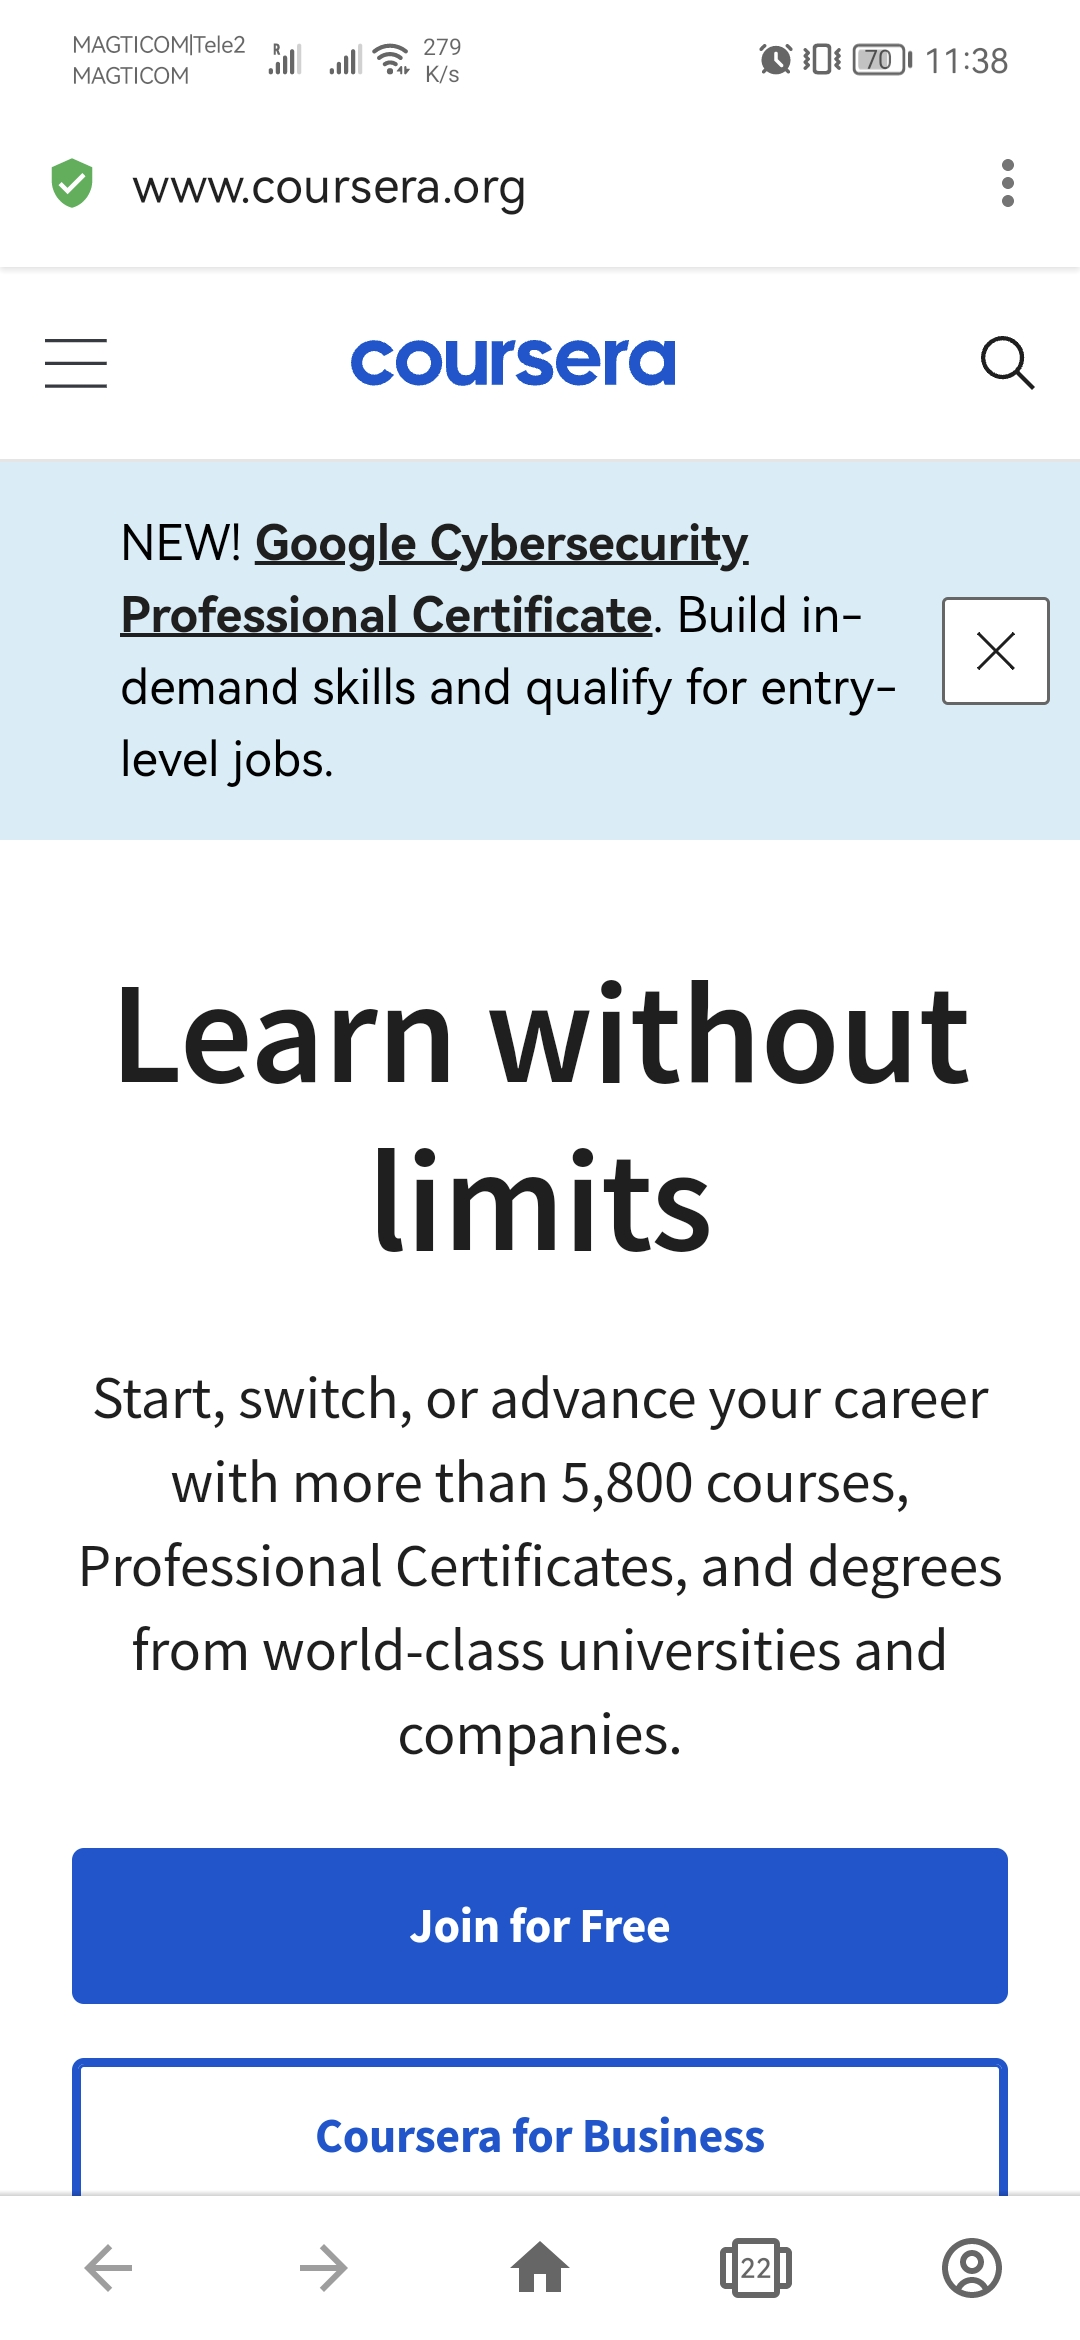 MAGTICOM|Tele2
MAGTICOM
R
279
K/s
70
11:38
www.coursera.org
coursera
NEW! Google Cybersecurity
Professional Certificate. Build in-
demand skills and qualify for entry-
level jobs.
Learn without
limits
Start, switch, or advance your career
with more than 5,800 courses,
Professional Certificates, and degrees
from world-class universities and
companies.
Join for Free
Coursera for Business
22